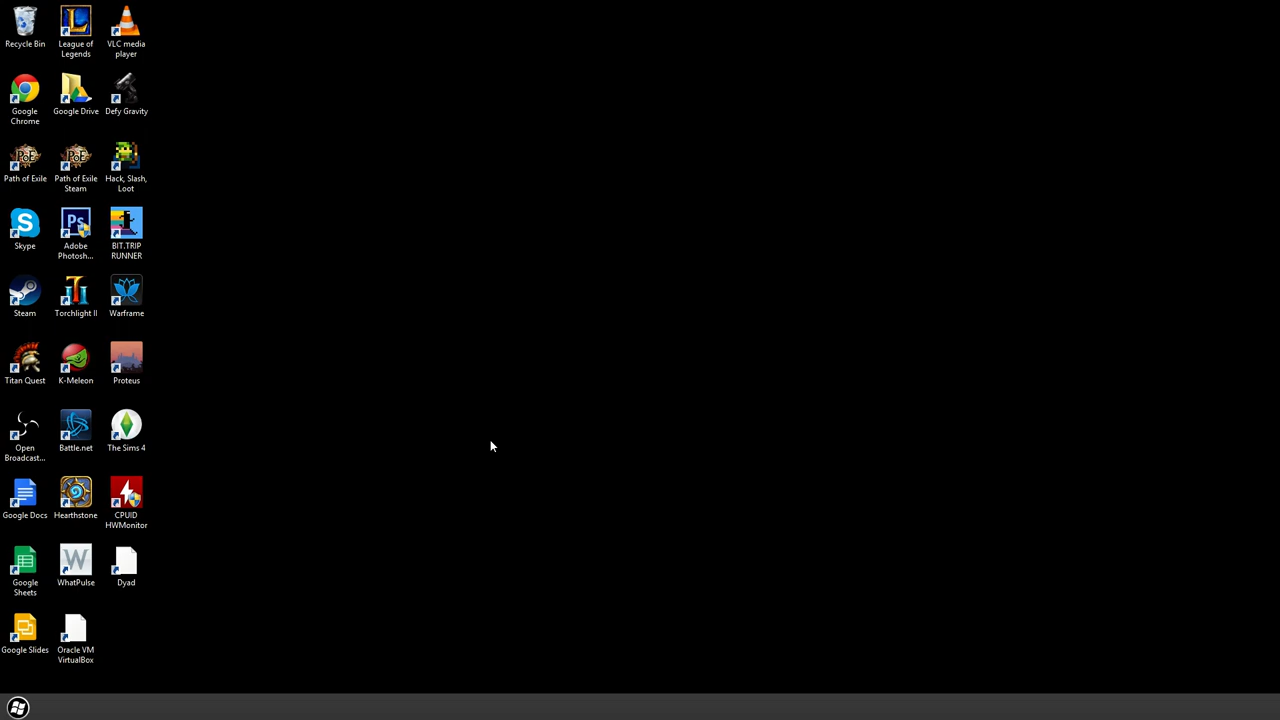 Recycle Bin
League of
Legends
VLC media
player
Google
Chrome
Google Drive
Defy Gravity
Path of Exile
Path of Exile
Steam
Hack, Slash,
Loot
Skype
Adobe
Photosh...
BIT.TRIP
RUNNER
Steam
Torchlight II
Warframe
Titan Quest
K-Meleon
Proteus
Open
Broadcast...
Battle.net
The Sims 4
Google Docs
Hearthstone
CPUID
HWMonitor
Google
Sheets
WhatPulse
Dyad
Google Slides
Oracle VM
VirtualBox